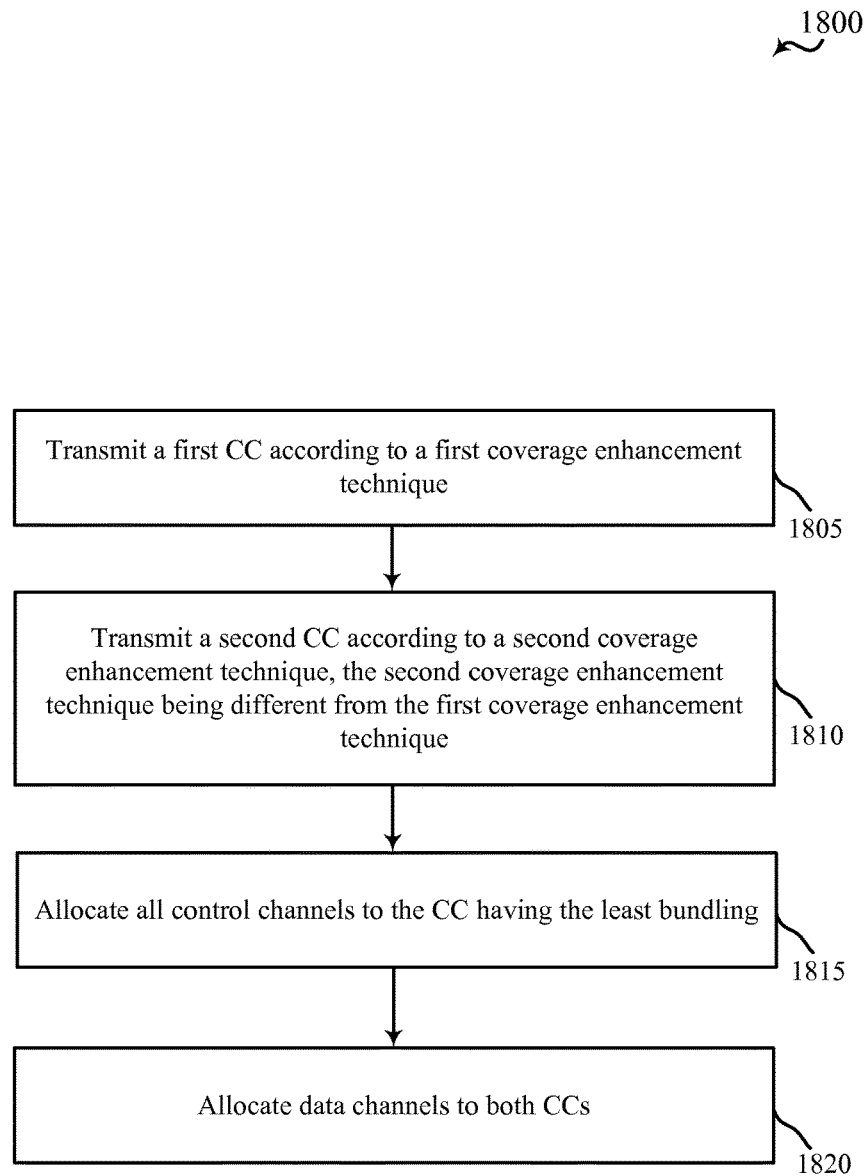 1800
Transmit a first CC according to a first coverage enhancement
technique
1805
Transmit a second CC according to a second coverage
enhancement technique, the second coverage enhancement
technique being different from the first coverage enhancement
technique
1810
Allocate all control channels to the CC having the least bundling
1815
Allocate data channels to both CCs
1820